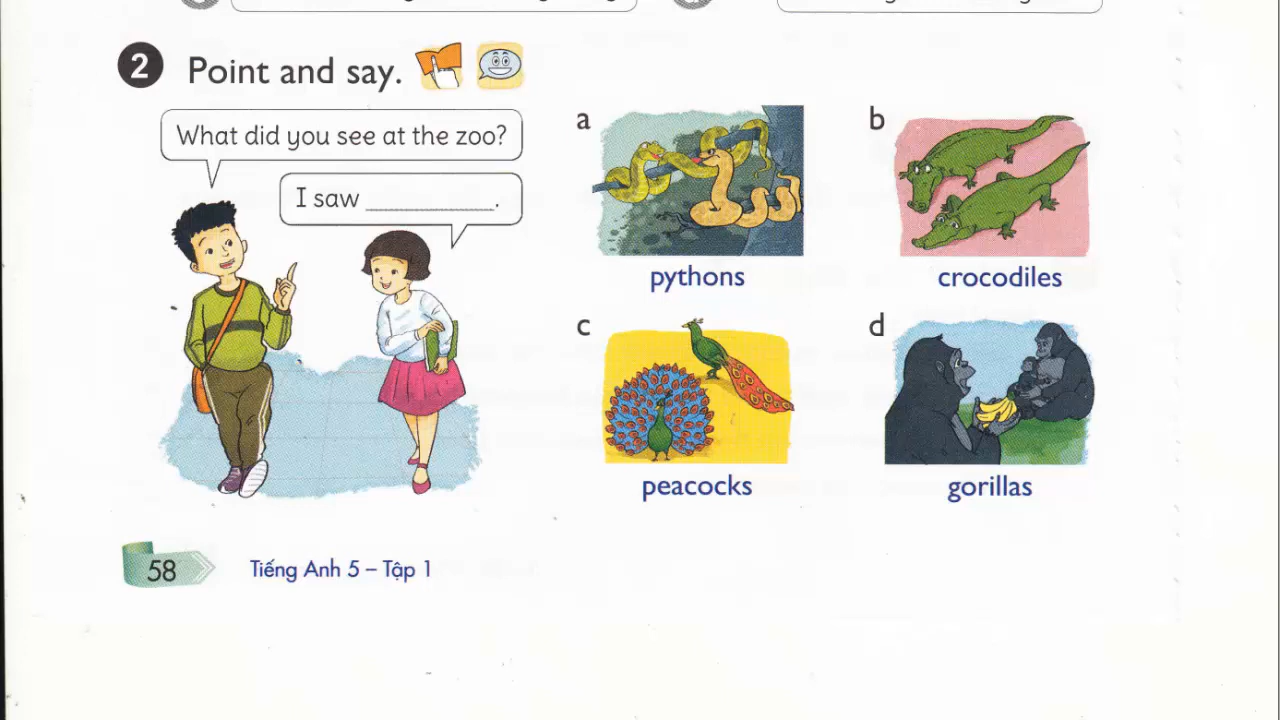 2 Point and say.
What did you see at the zoo?
I saw ___________.
a
pythons
b
crocodiles
c
peacocks
d
gorillas
58 Tiếng Anh 5 – Tập 1